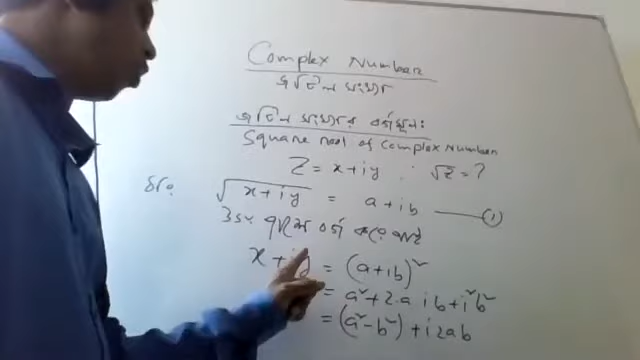 Complex Number
জটিল সংখ্যা
জটিল সংখ্যার বর্গমূল:
Square root of Complex Number
Z = x+iy √z = ?
ধরি √(x+iy) = a+ib ——— ①
উভয় পক্ষে বর্গ করে পাই
x+iy = (a+ib)²
= a²+2·a ib+i²b²
= (a²-b²)+i2ab